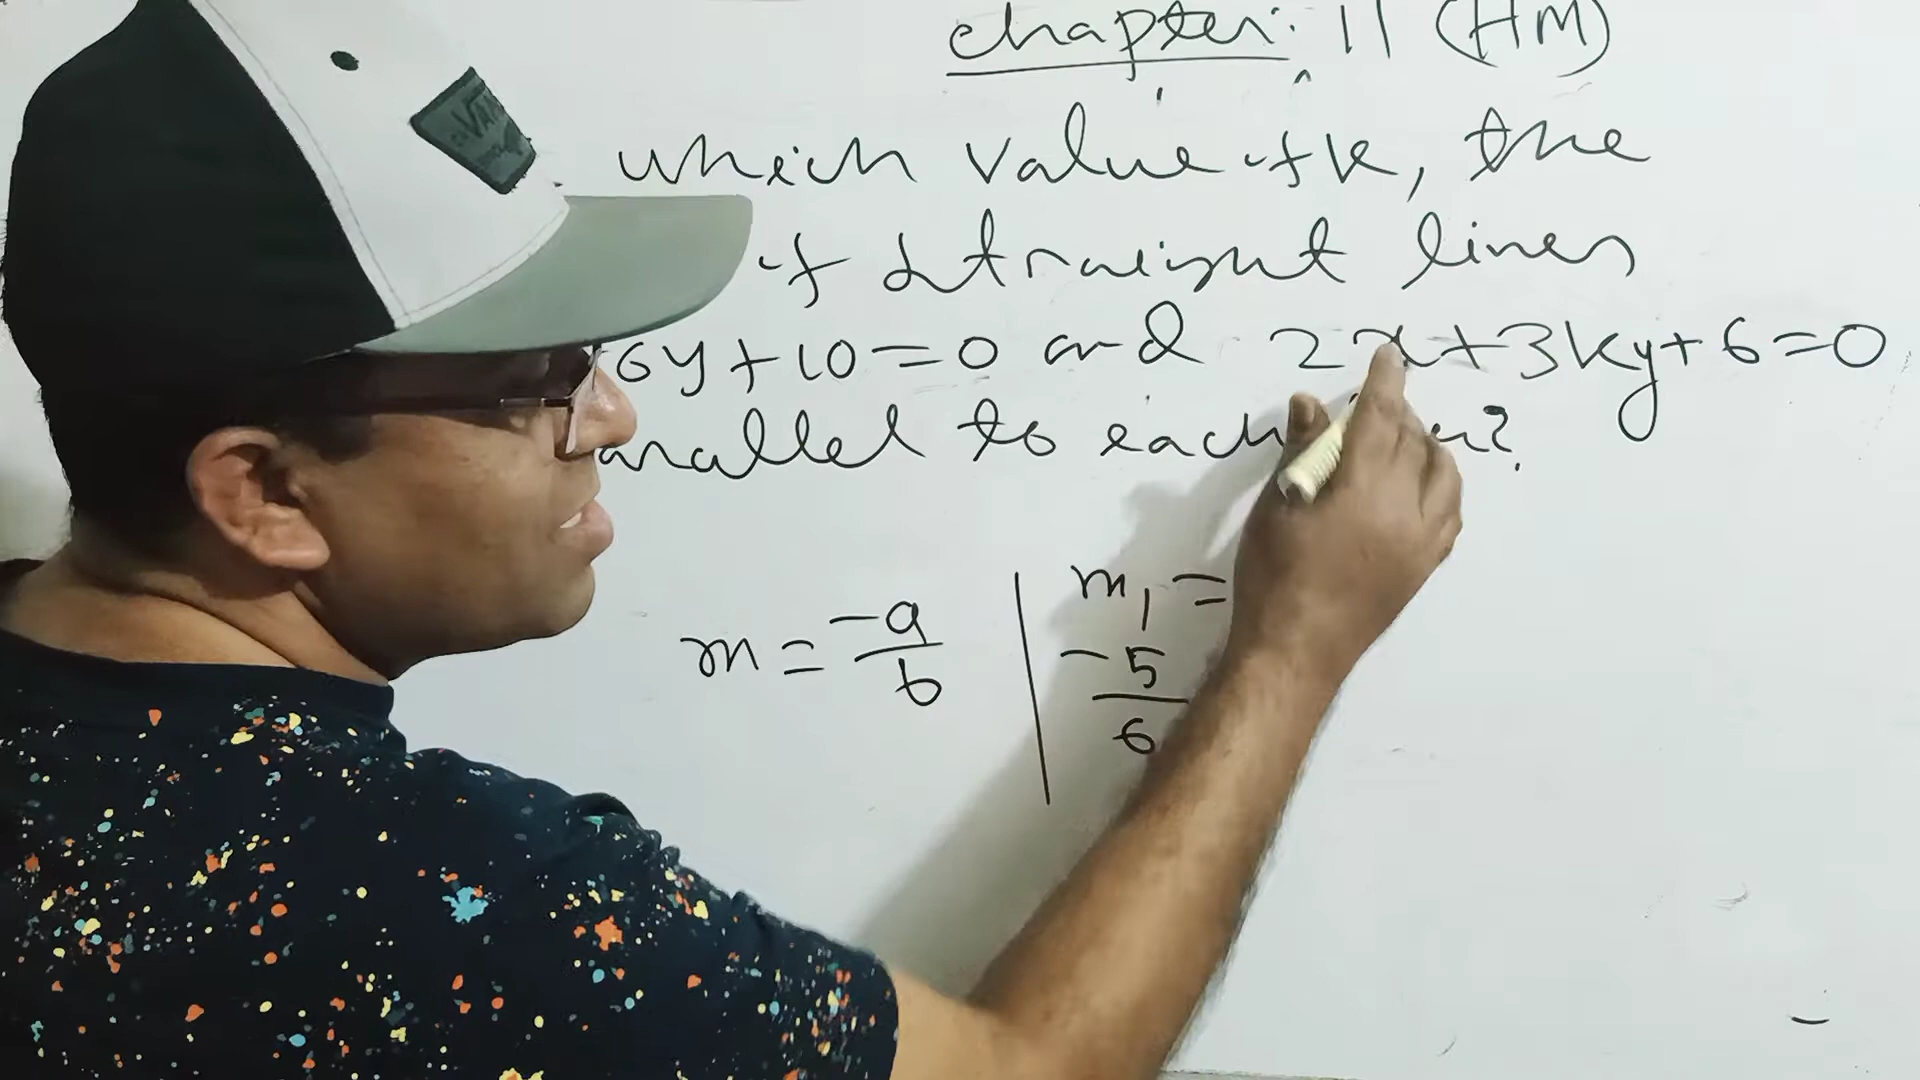 chapter: 11 (HM)
which value of k, the
of straight lines
6y+10=0 and 2x+3ky+6=0
parallel to each
m = -a/b
m₁ =
-5/6